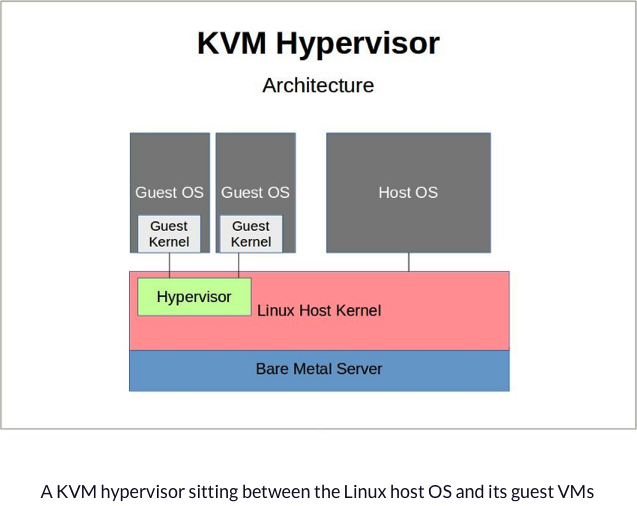 KVM Hypervisor
Architecture
Guest OS
Guest OS
Host OS
Guest
Kernel
Guest
Kernel
Hypervisor
Linux Host Kernel
Bare Metal Server
A KVM hypervisor sitting between the Linux host OS and its guest VMs